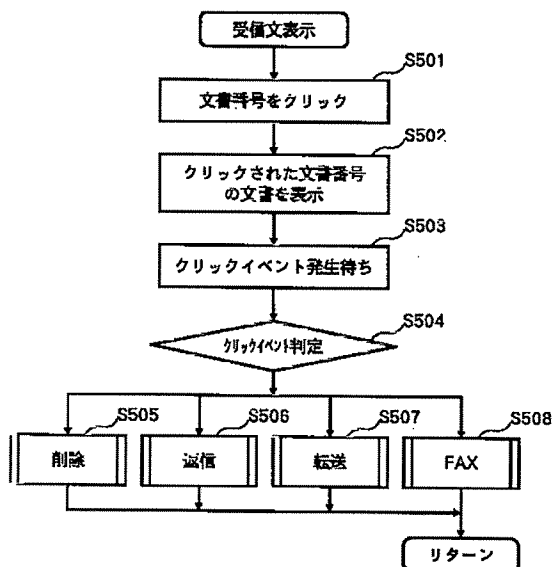 受信文表示
S501
文書番号をクリック
S502
クリックされた文書番号
の文書を表示
S503
クリックイベント発生待ち
S504
クリックイベント判定
S505
S506
S507
S508
削除
返信
転送
FAX
リターン